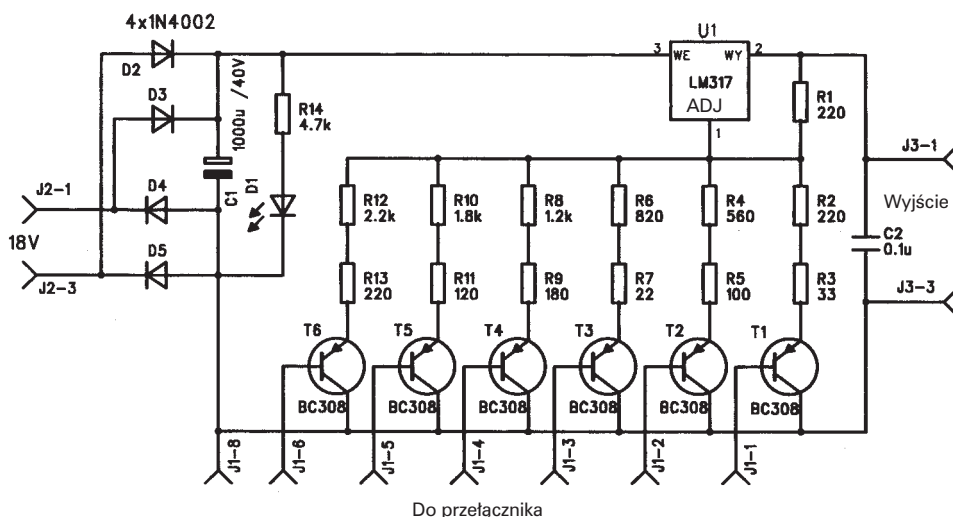 4x1N4002
D2
D3
D4
D5
J2-1
18V
J2-3
1000u /40V
C1
R14
4.7k
D1
U1
3 WE WY 2
LM317
ADJ
1
R1
220
R12
2.2k
R10
1.8k
R8
1.2k
R6
820
R4
560
R2
220
R13
220
R11
120
R9
180
R7
22
R5
100
R3
33
J3-1
Wyjście
C2
0.1u
J3-3
T6
T5
T4
T3
T2
T1
BC308
BC308
BC308
BC308
BC308
BC308
J1-8
J1-6
J1-5
J1-4
J1-3
J1-2
J1-1
Do przełącznika